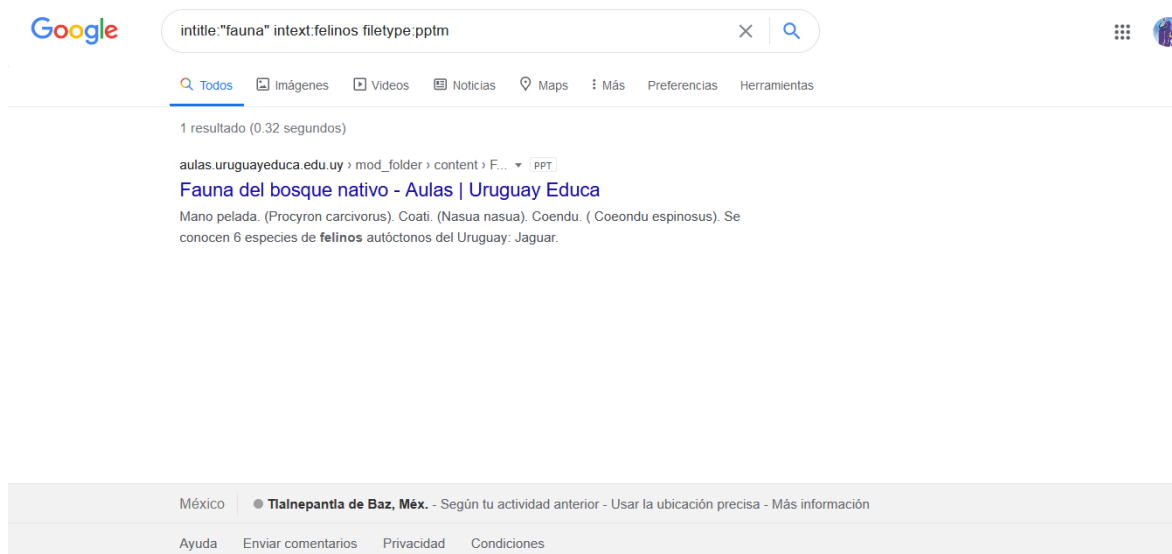 Google
intitle:"fauna" intext:felinos filetype:pptm
Todos Imágenes Videos Noticias Maps Más Preferencias Herramientas
1 resultado (0.32 segundos)
aulas.uruguayeduca.edu.uy › mod_folder › content › F... PPT
Fauna del bosque nativo - Aulas | Uruguay Educa
Mano pelada. (Procyron carcivorus). Coati. (Nasua nasua). Coendu. ( Coeondu espinosus). Se
conocen 6 especies de felinos autóctonos del Uruguay: Jaguar.
México Tlalnepantla de Baz, Méx. - Según tu actividad anterior - Usar la ubicación precisa - Más información
Ayuda Enviar comentarios Privacidad Condiciones